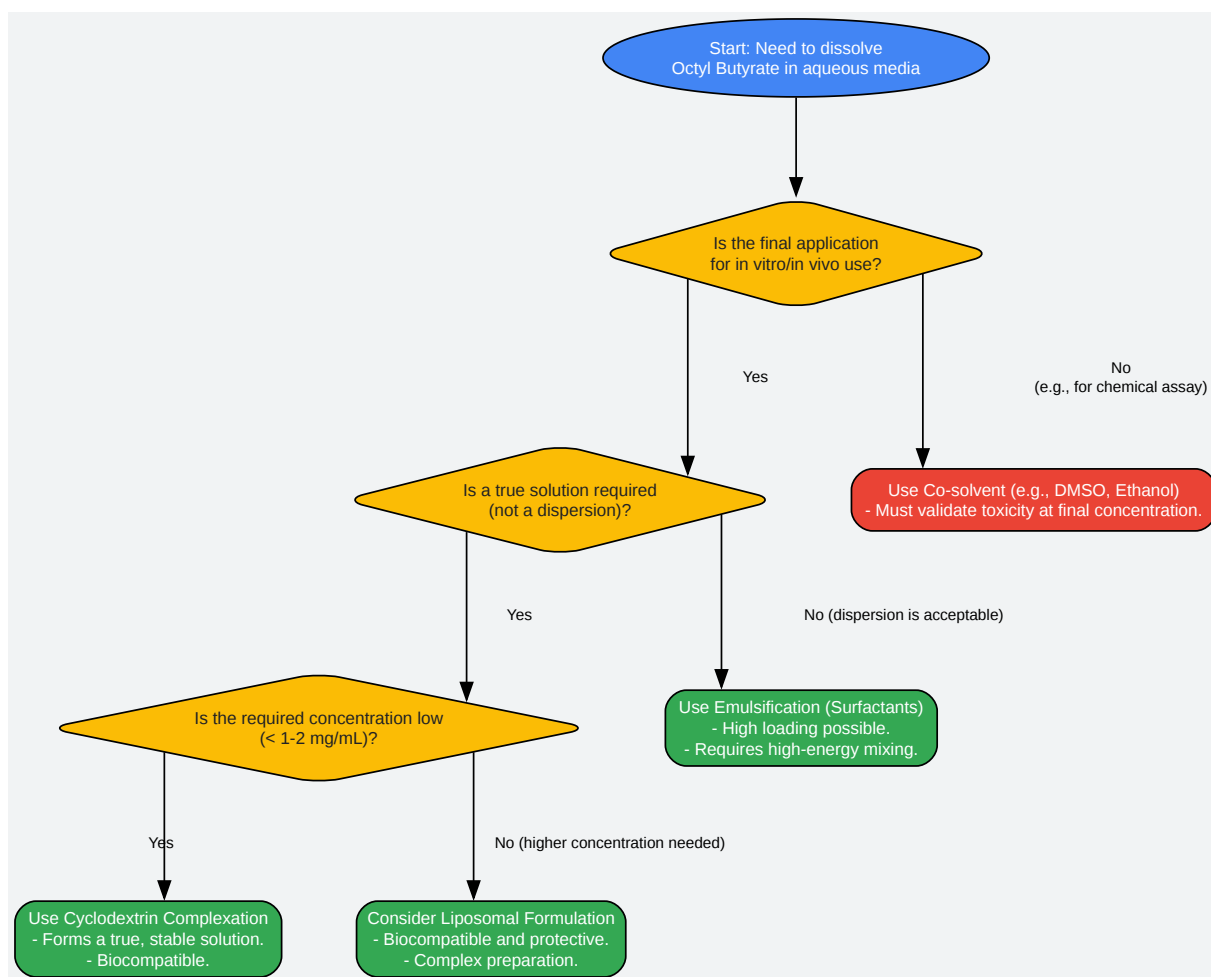 Start: Need to dissolve
Octyl Butyrate in aqueous media
Is the final application
for in vitro/in vivo use?
Yes
No
(e.g., for chemical assay)
Is a true solution required
(not a dispersion)?
Use Co-solvent (e.g., DMSO, Ethanol)
- Must validate toxicity at final concentration.
Yes
No (dispersion is acceptable)
Is the required concentration low
(< 1-2 mg/mL)?
Use Emulsification (Surfactants)
- High loading possible.
- Requires high-energy mixing.
Yes
No (higher concentration needed)
Use Cyclodextrin Complexation
- Forms a true, stable solution.
- Biocompatible.
Consider Liposomal Formulation
- Biocompatible and protective.
- Complex preparation.